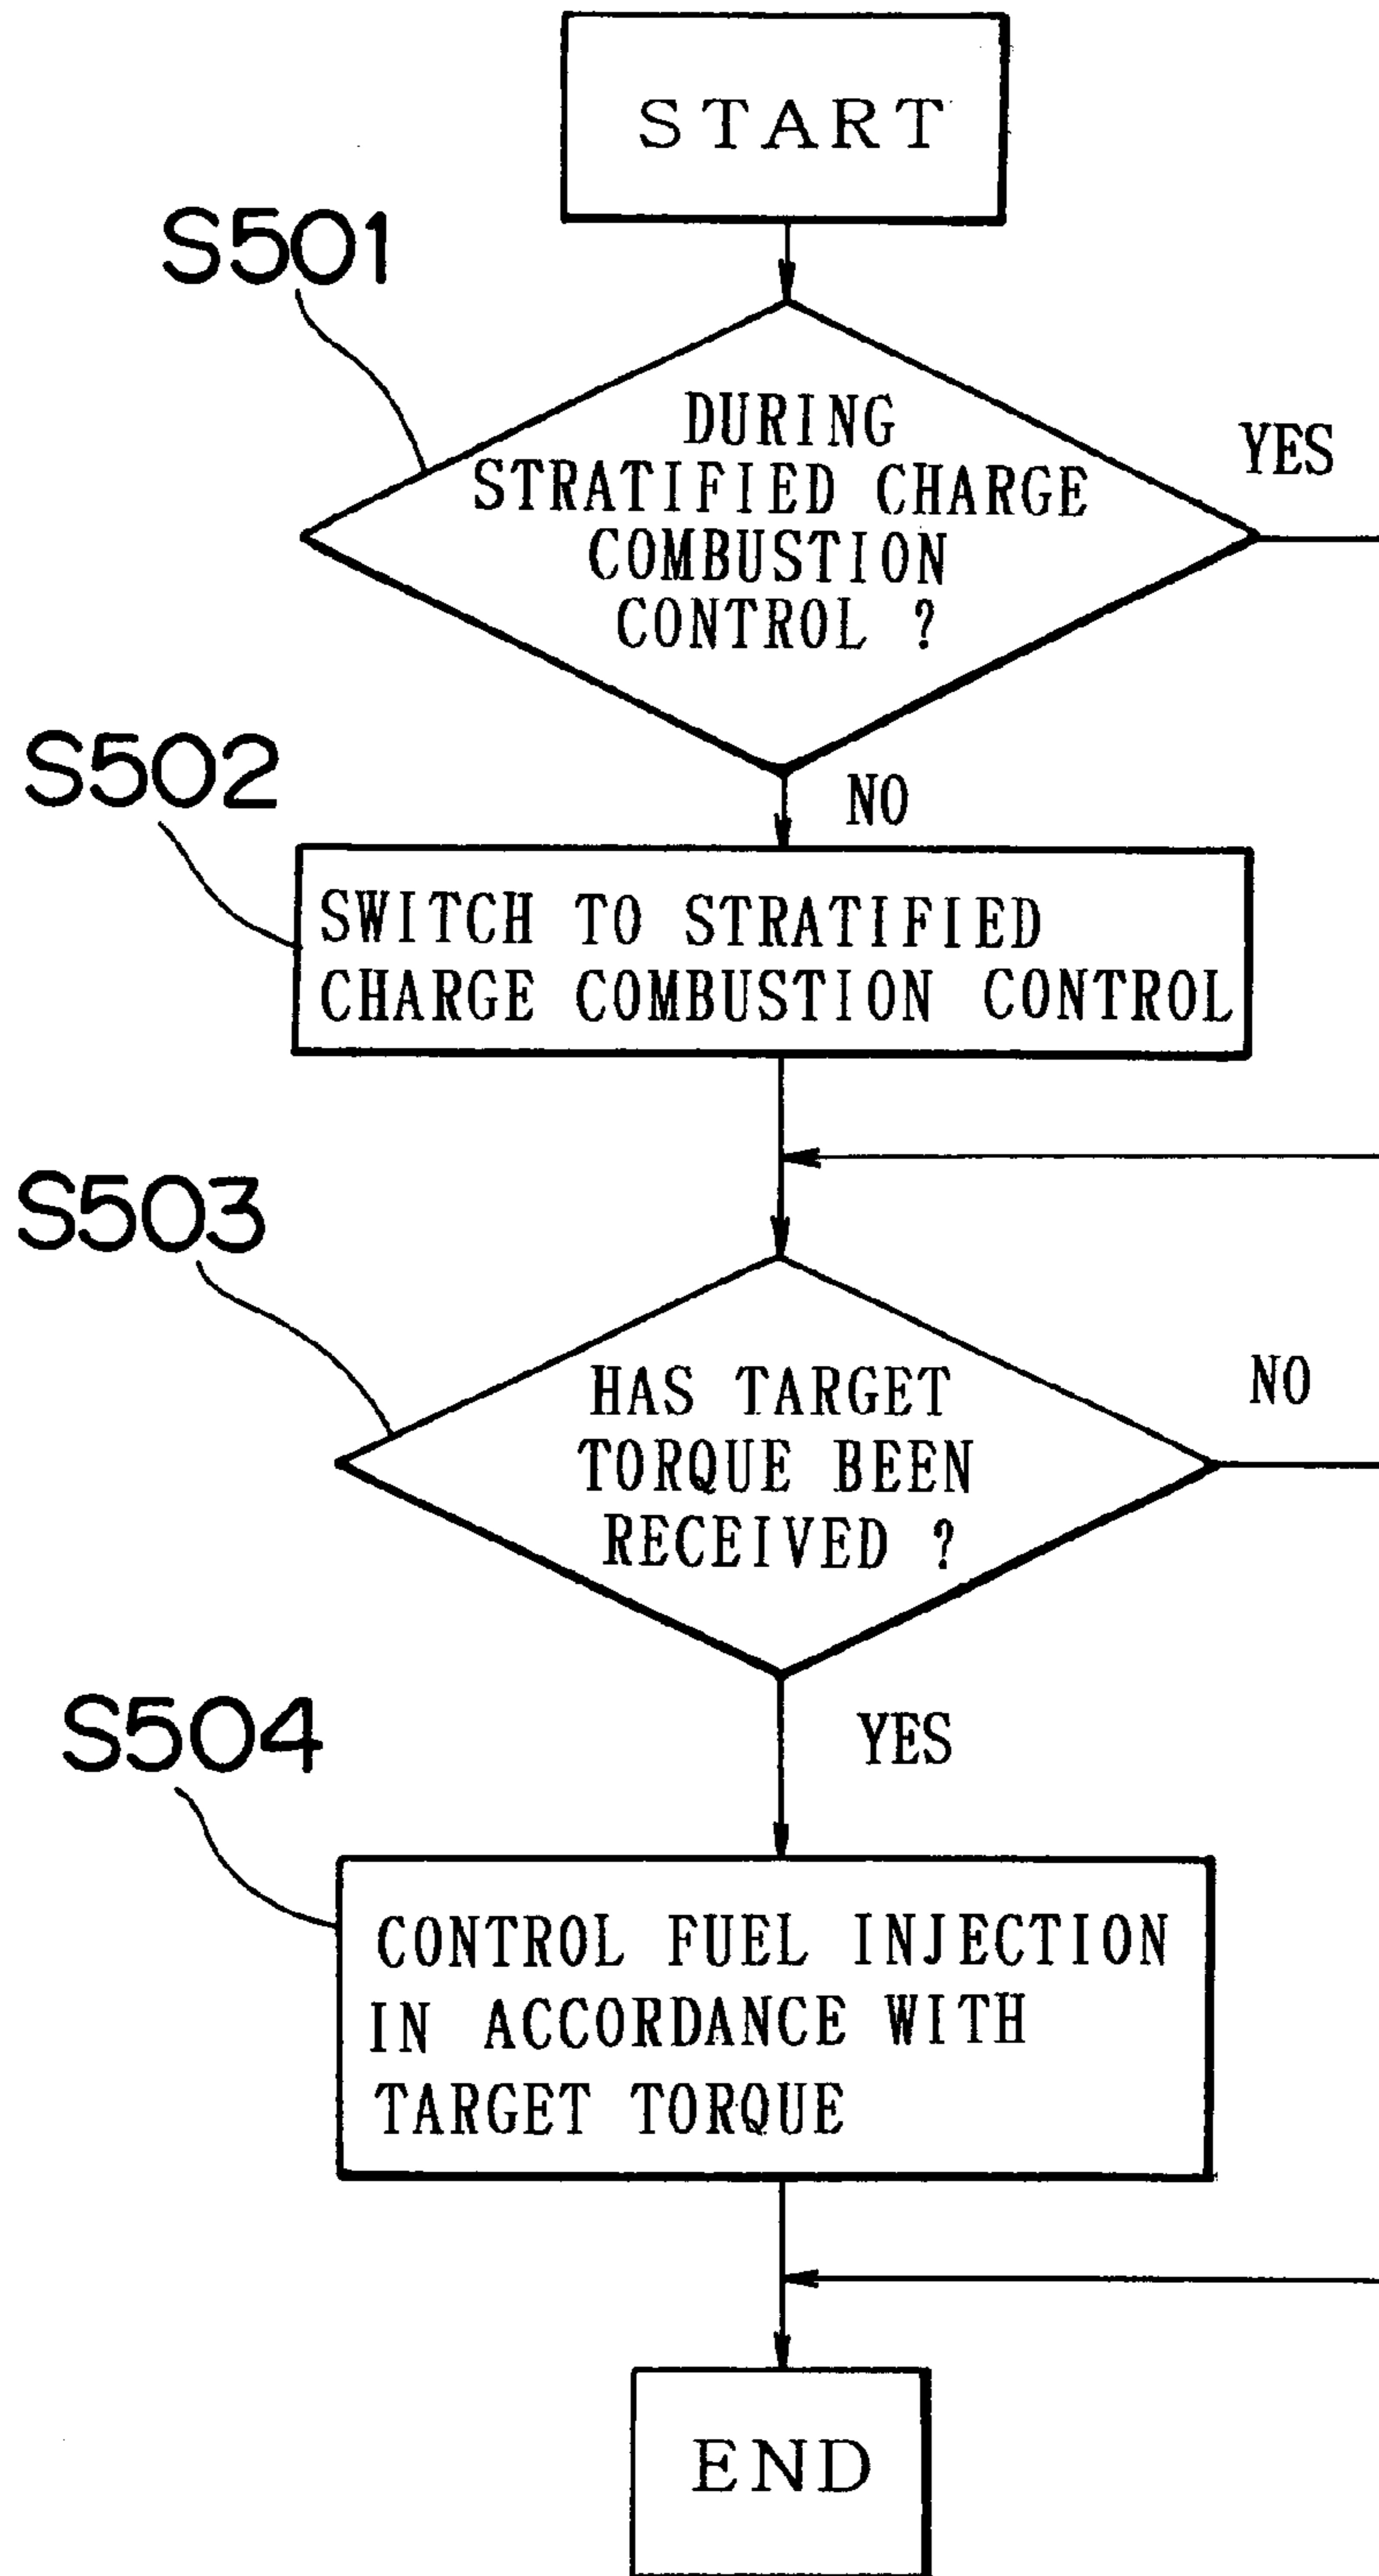 START
S501
DURING
STRATIFIED CHARGE
COMBUSTION
CONTROL ?
YES
NO
S502
SWITCH TO STRATIFIED
CHARGE COMBUSTION CONTROL
S503
HAS TARGET
TORQUE BEEN
RECEIVED ?
NO
YES
S504
CONTROL FUEL INJECTION
IN ACCORDANCE WITH
TARGET TORQUE
END